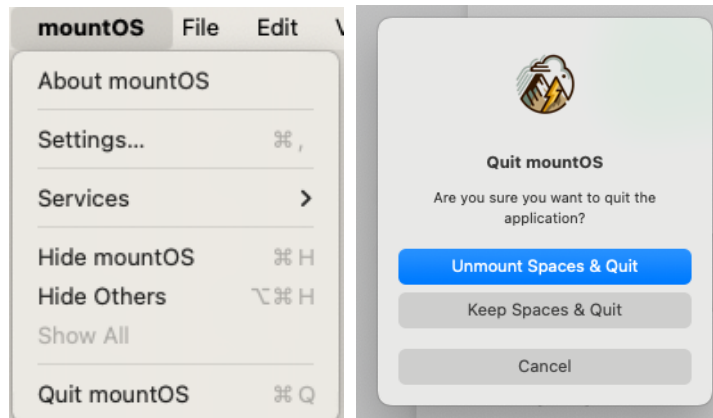 mountOS File Edit
About mountOS
Settings... ⌘ ,
Services >
Hide mountOS ⌘ H
Hide Others ⌥⌘ H
Show All
Quit mountOS ⌘ Q
Quit mountOS
Are you sure you want to quit the
application?
Unmount Spaces & Quit
Keep Spaces & Quit
Cancel